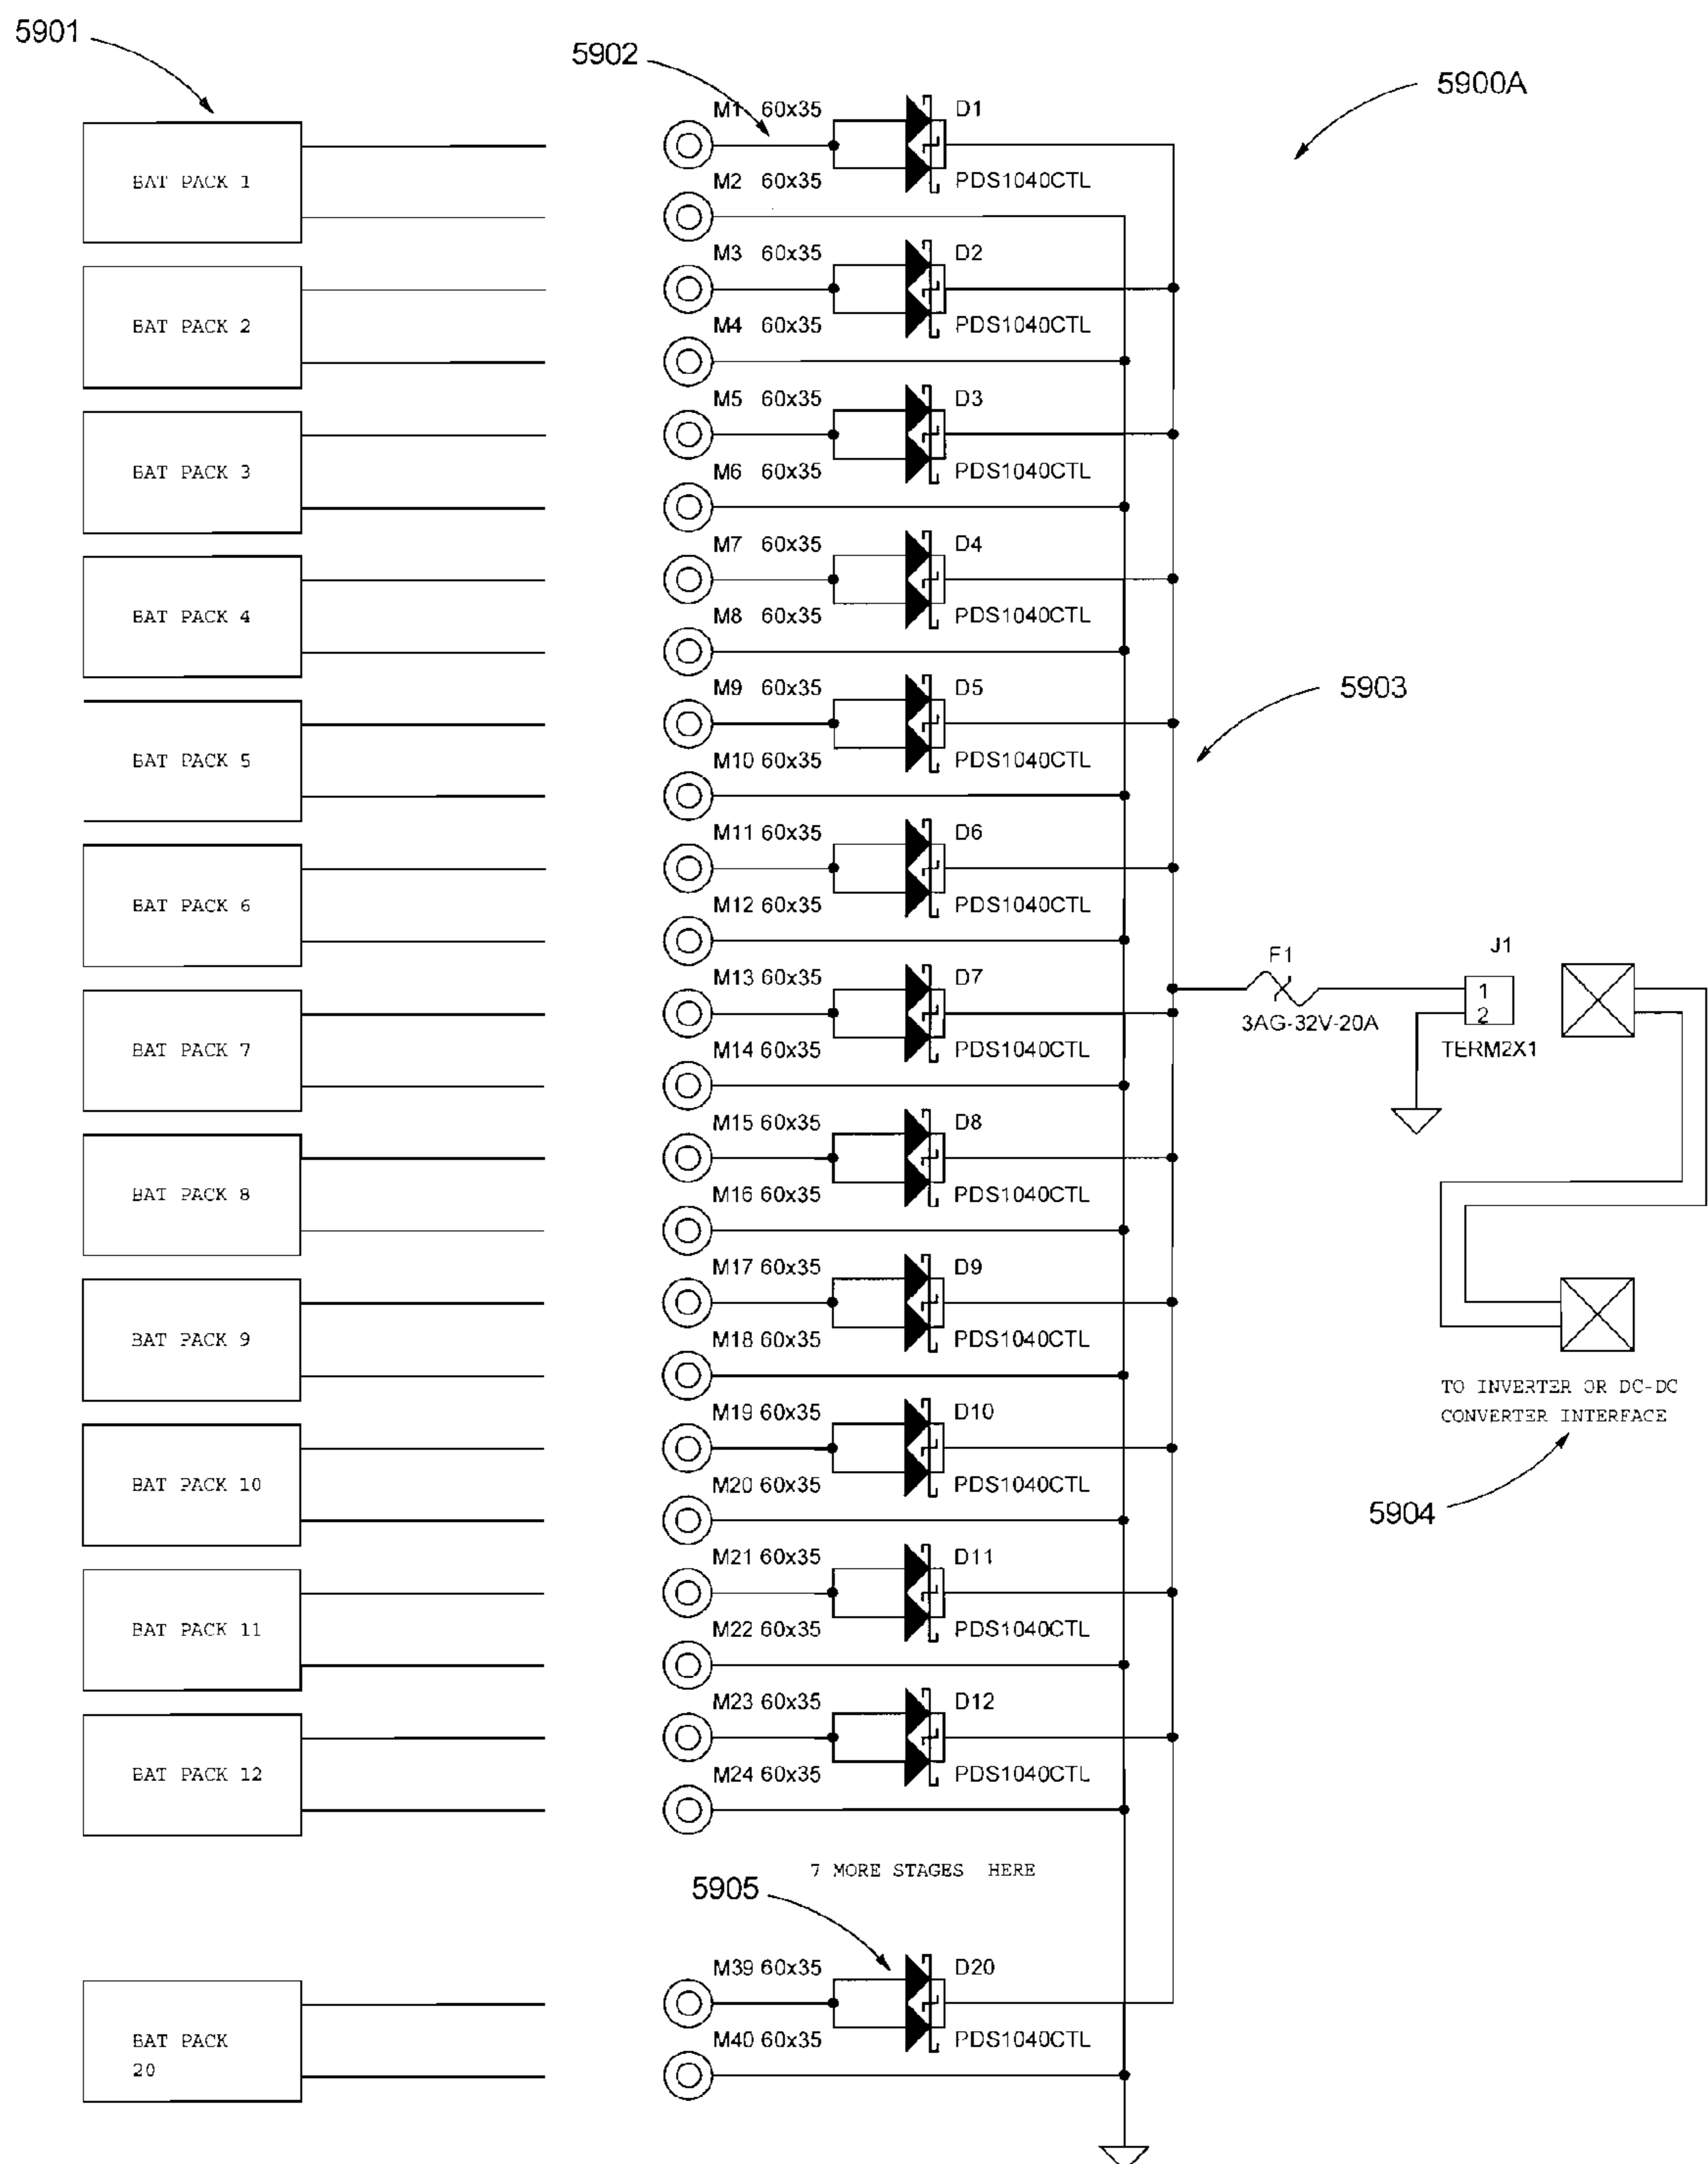 5901
5902
5900A
M1 60x35 D1
BAT PACK 1
M2 60x35 PDS1040CTL
M3 60x35 D2
BAT PACK 2
M4 60x35 PDS1040CTL
M5 60x35 D3
BAT PACK 3
M6 60x35 PDS1040CTL
M7 60x35 D4
BAT PACK 4
M8 60x35 PDS1040CTL
M9 60x35 D5
5903
BAT PACK 5
M10 60x35 PDS1040CTL
M11 60x35 D6
BAT PACK 6
M12 60x35 PDS1040CTL
J1
F1
M13 60x35 D7
1
2
3AG-32V-20A
TERM2X1
BAT PACK 7
M14 60x35 PDS1040CTL
M15 60x35 D8
BAT PACK 8
M16 60x35 PDS1040CTL
M17 60x35 D9
BAT PACK 9
M18 60x35 PDS1040CTL
TO INVERTER OR DC-DC
CONVERTER INTERFACE
M19 60x35 D10
BAT PACK 10
M20 60x35 PDS1040CTL
5904
M21 60x35 D11
BAT PACK 11
M22 60x35 PDS1040CTL
M23 60x35 D12
BAT PACK 12
M24 60x35 PDS1040CTL
7 MORE STAGES HERE
5905
M39 60x35 D20
BAT PACK
20
M40 60x35 PDS1040CTL